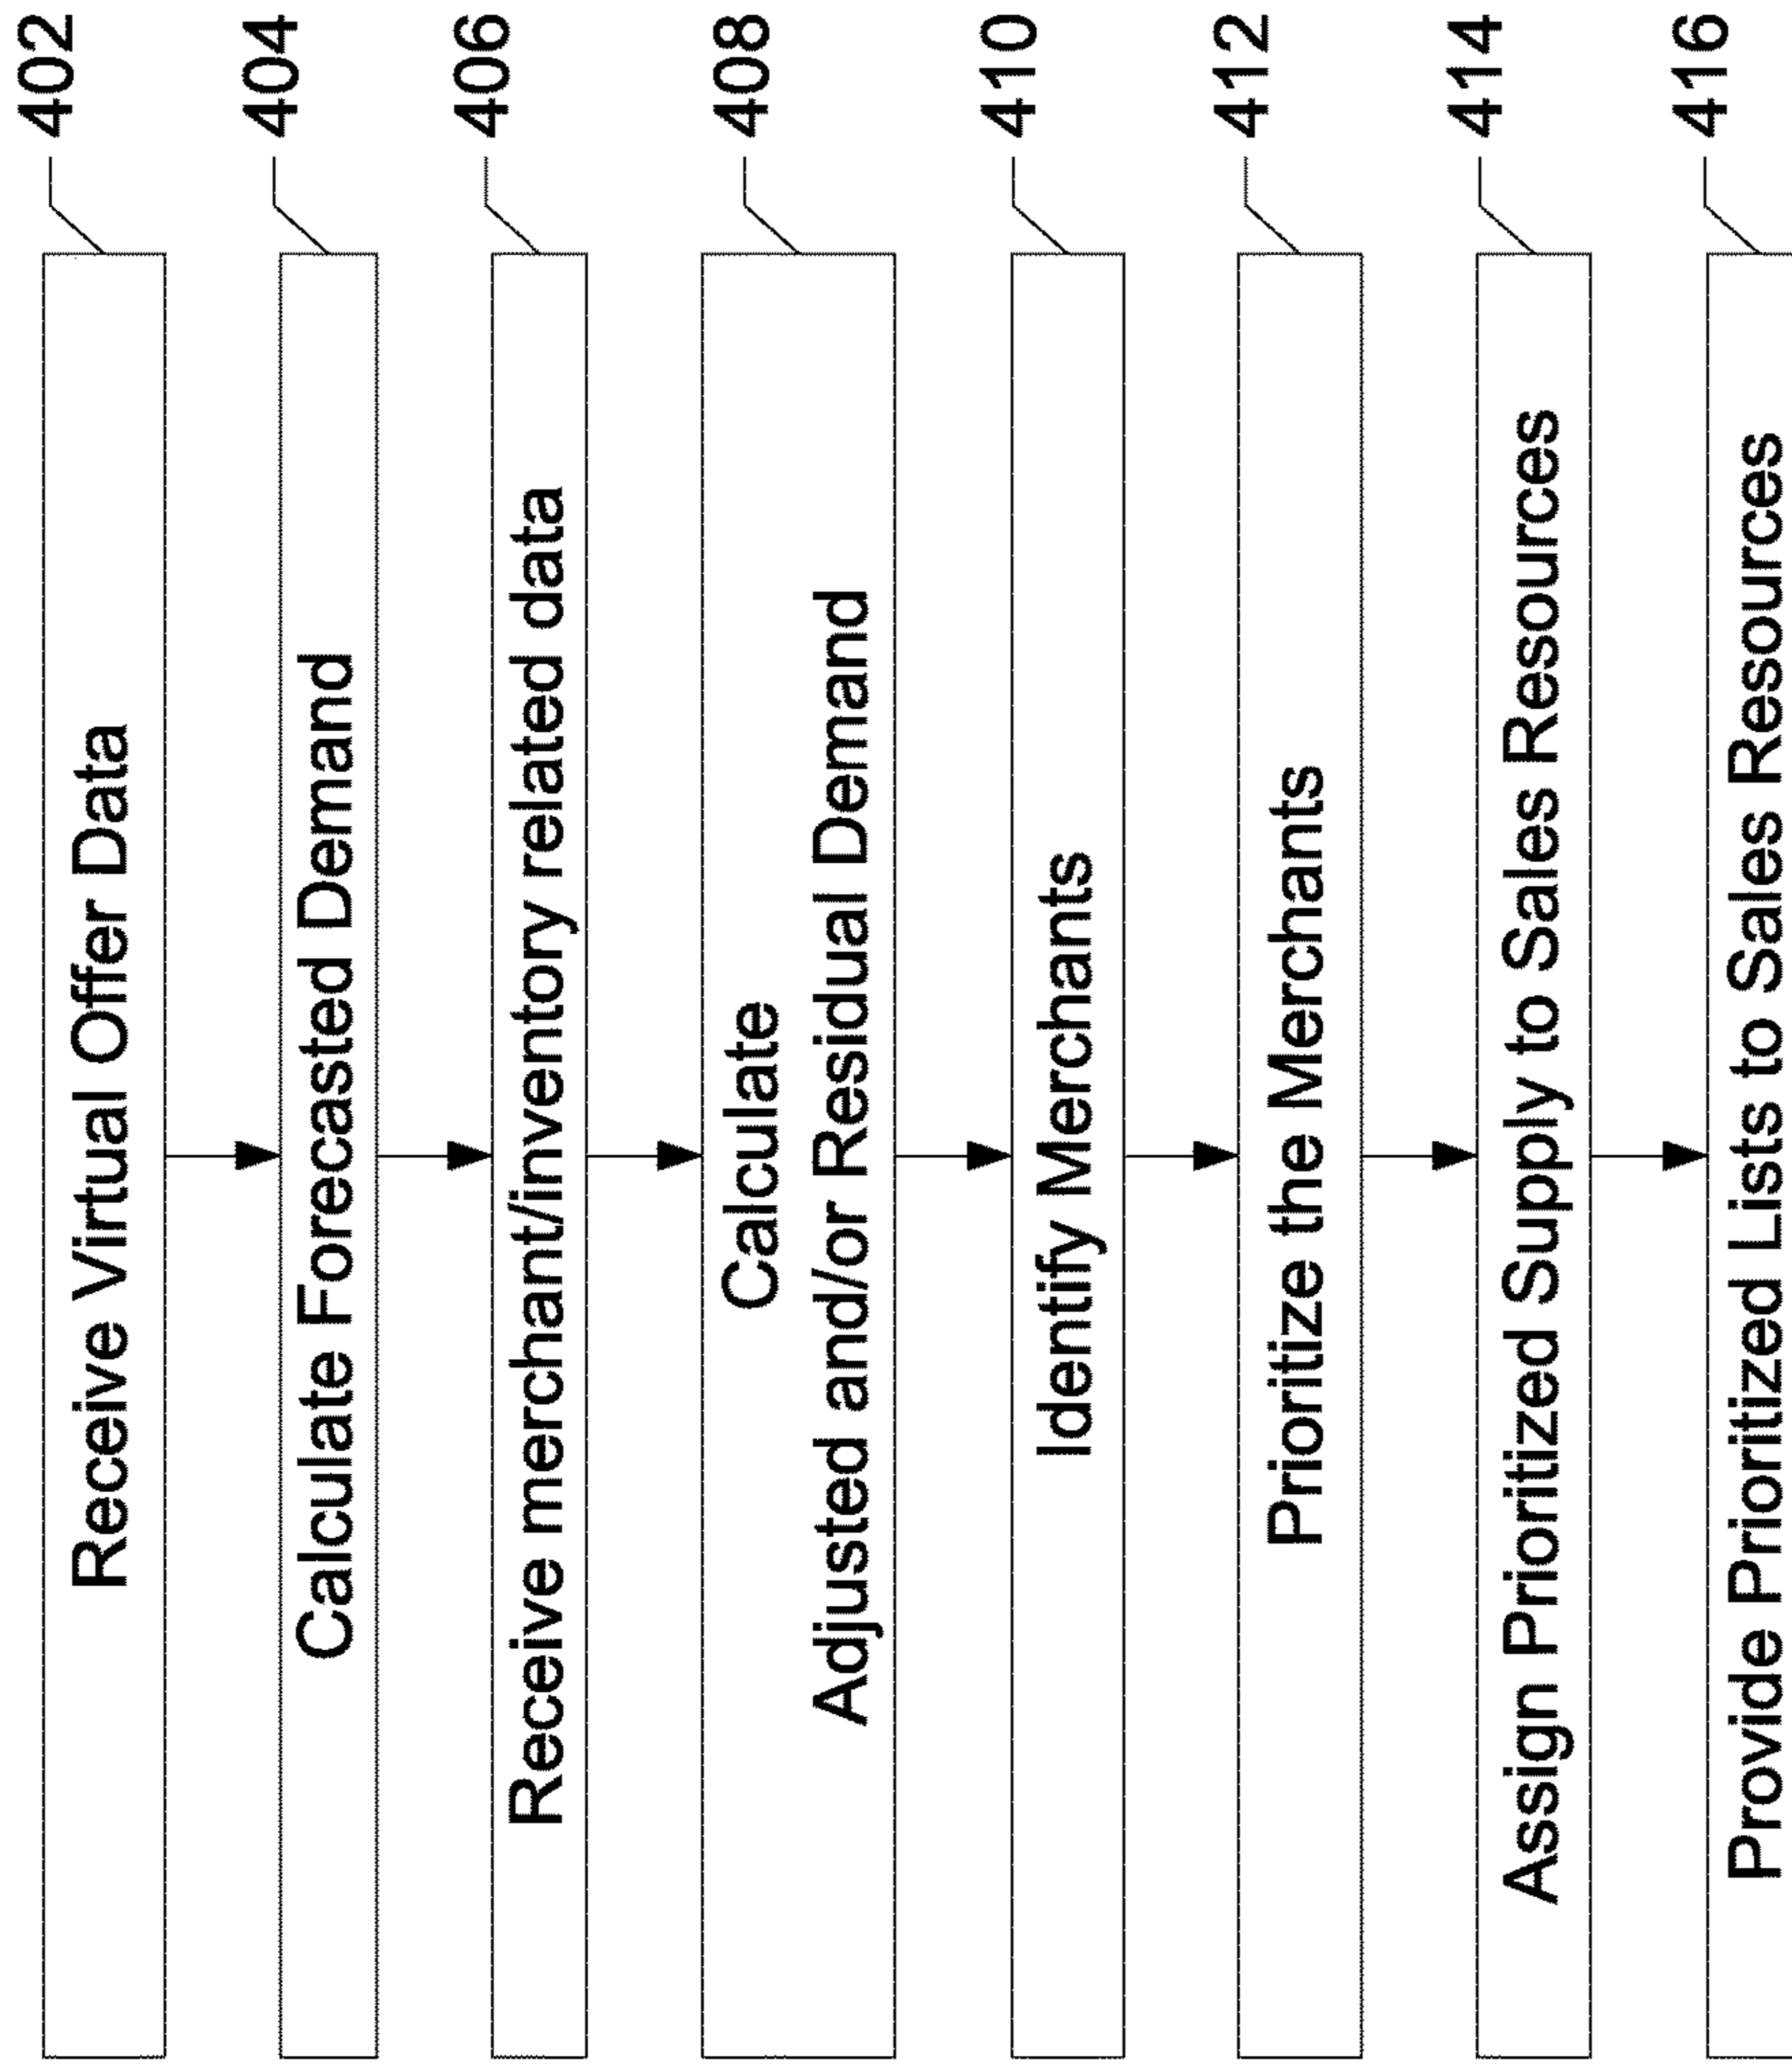 Receive Virtual Offer Data
402
Calculate Forecasted Demand
404
Receive merchant/inventory related data
406
Calculate
Adjusted and/or Residual Demand
408
Identify Merchants
410
Prioritize the Merchants
412
Assign Prioritized Supply to Sales Resources
414
Provide Prioritized Lists to Sales Resources
416